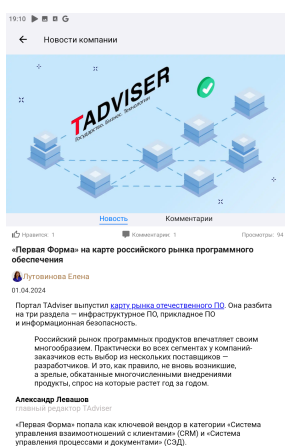 19:10
Новости компании
TADVISER
Государство. Бизнес. Технологии
Новость
Комментарии
Нравится: 1
Комментарии: 1
Просмотры: 94
«Первая Форма» на карте российского рынка программного
обеспечения
Лутовинова Елена
01.04.2024
Портал TAdviser выпустил карту рынка отечественного ПО. Она разбита
на три раздела — инфраструктурное ПО, прикладное ПО
и информационная безопасность.
Российский рынок программных продуктов впечатляет своим
многообразием. Практически во всех сегментах у компаний-
заказчиков есть выбор из нескольких поставщиков —
разработчиков. И это, как правило, не вновь возникшие,
а зрелые, обкатанные многочисленными внедрениями
продукты, спрос на которые растет год за годом.
Александр Левашов
главный редактор TAdviser
«Первая Форма» попала как ключевой вендор в категории «Система
управления взаимоотношений с клиентами» (CRM) и «Система
управления процессами и документами» (СЭД).